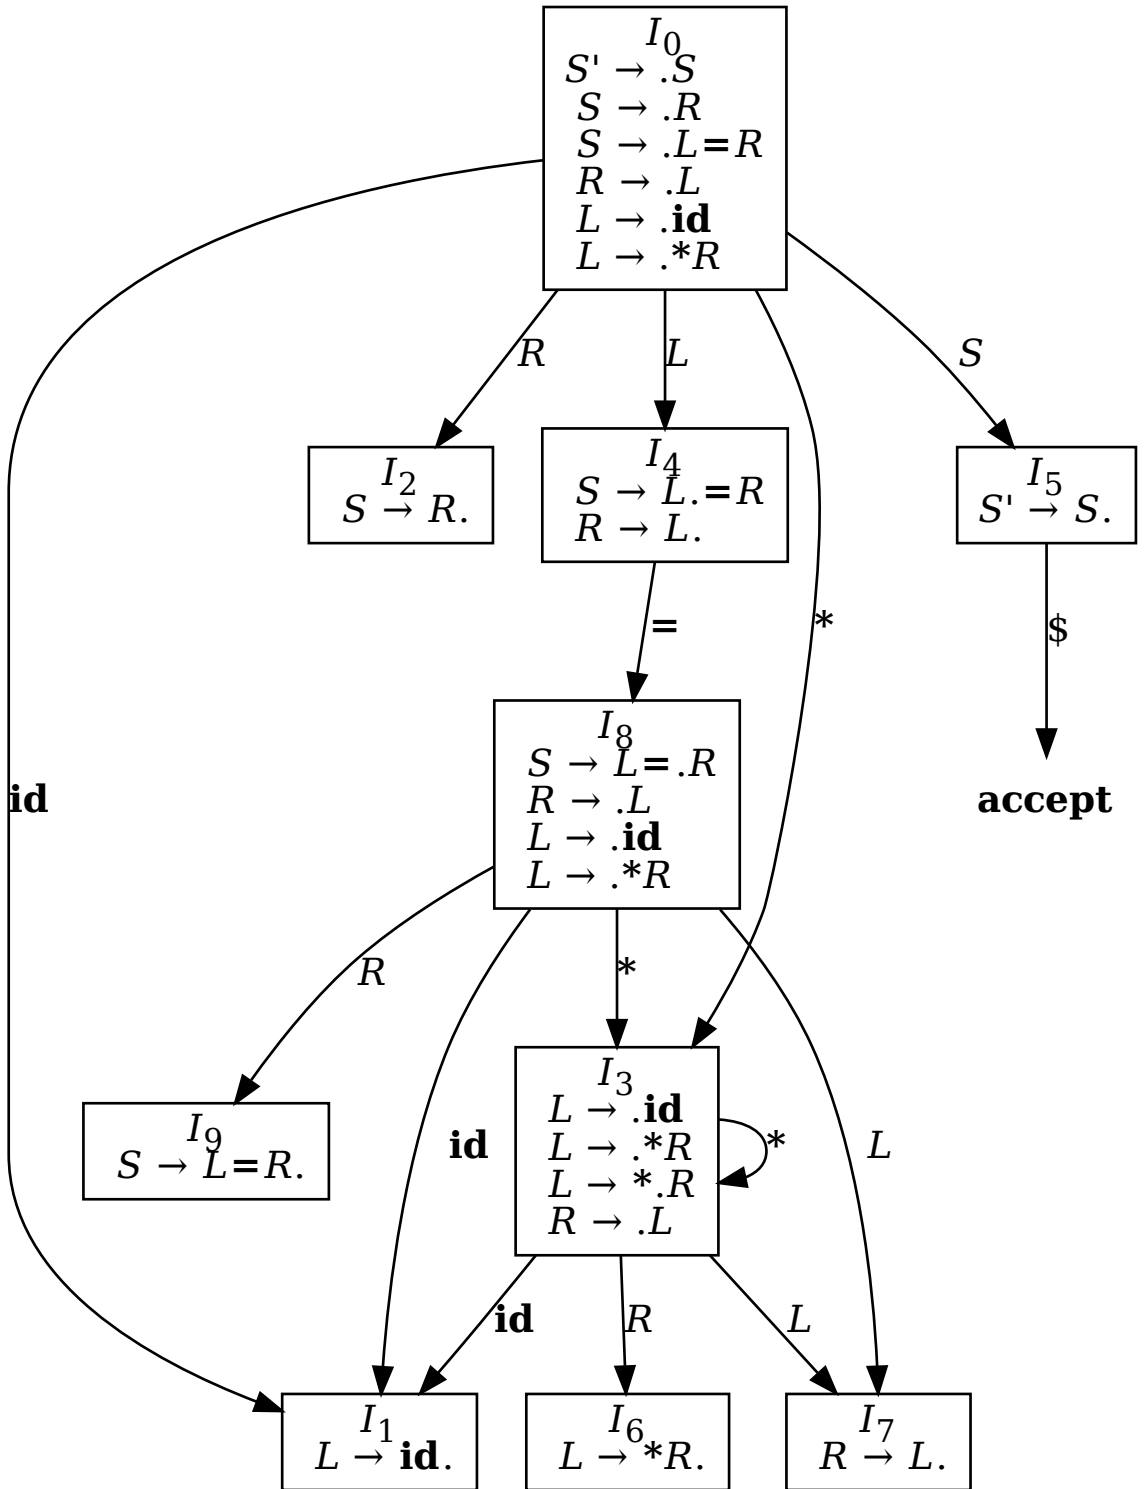 I0
S' → .S
S → .R
S → .L=R
R → .L
L → .id
L → .*R
R
L
S
I2
S → R.
I4
S → L.=R
R → L.
I5
S' → S.
=
*
$
I8
S → L=.R
R → .L
L → .id
L → .*R
id
accept
R
*
I3
L → .id
L → .*R
L → *.R
R → .L
I9
S → L=R.
id
*
L
id
R
L
I1
L → id.
I6
L → *R.
I7
R → L.